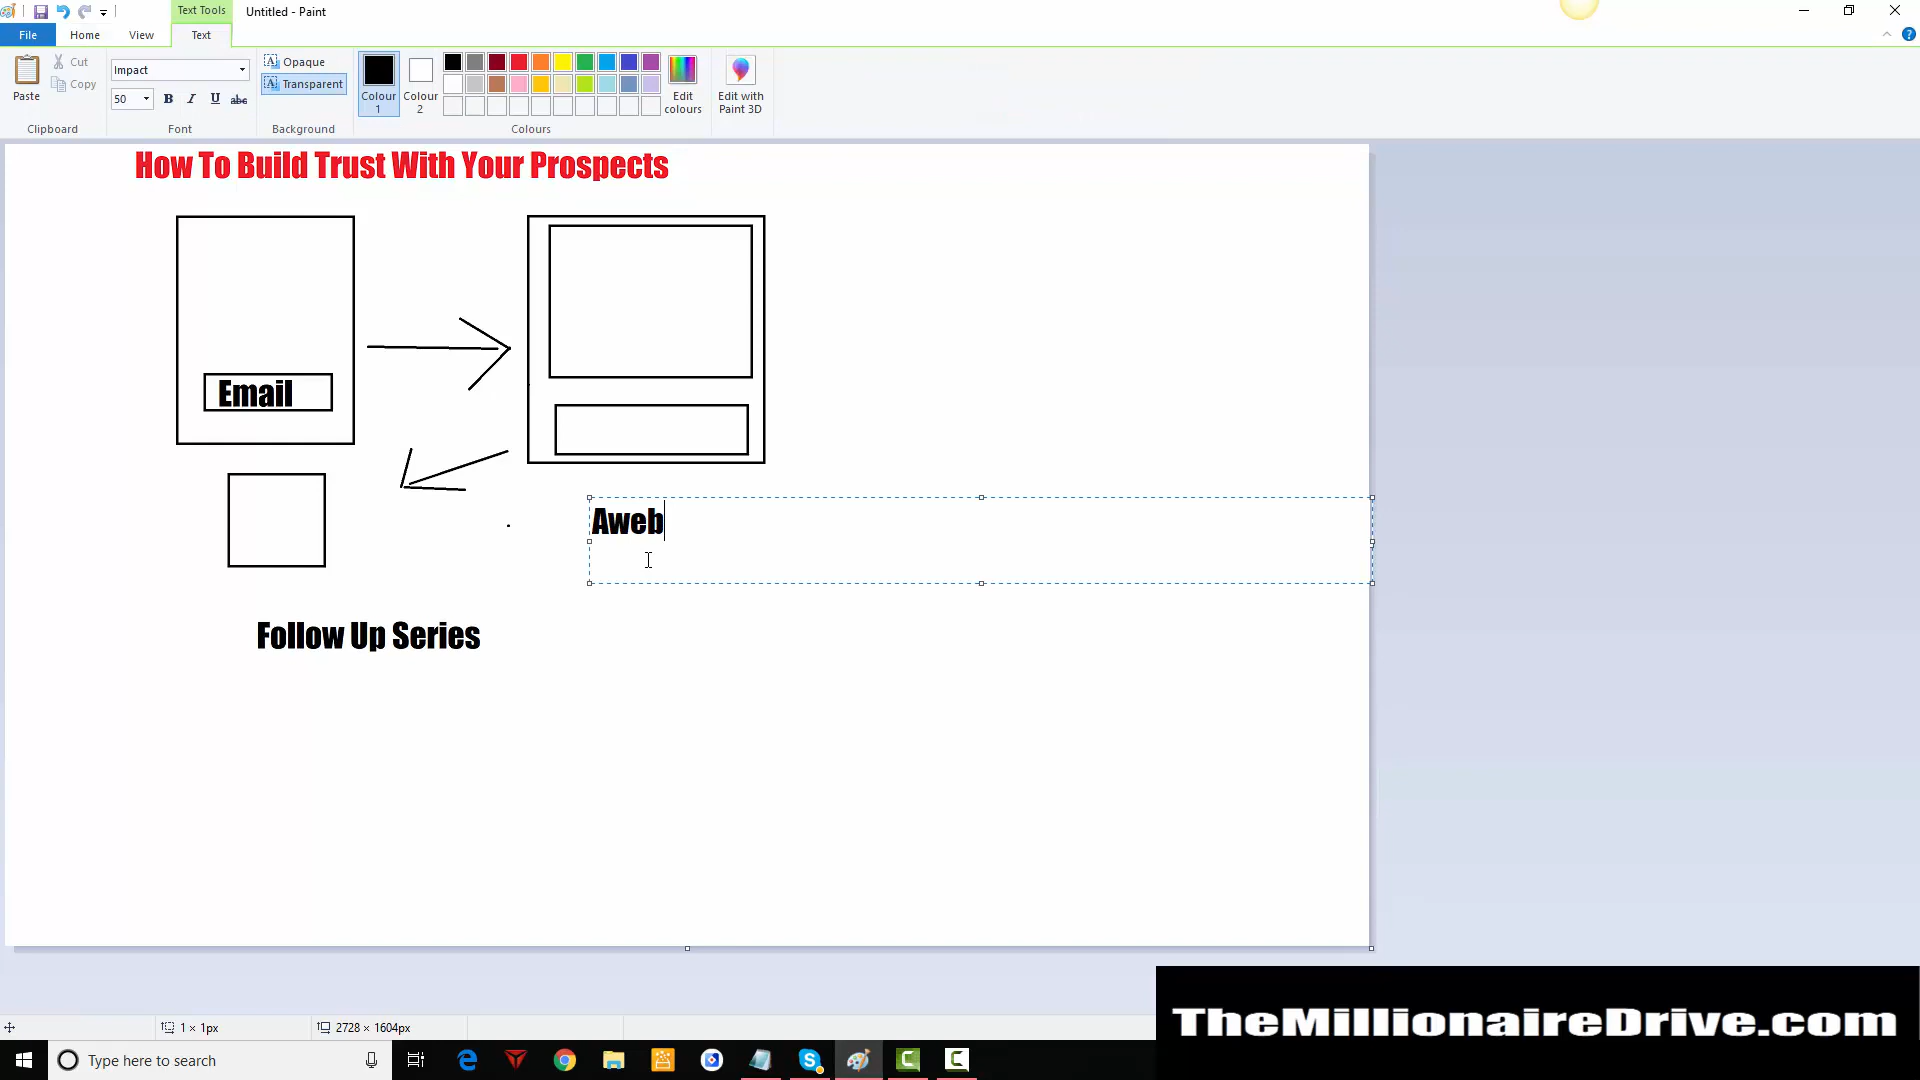 Text Tools
Untitled - Paint
File
Home
View
Text
Paste
Cut
Copy
Impact
50
B
I
U
abc
Opaque
Transparent
Colour 1
Colour 2
Edit colours
Edit with Paint 3D
Clipboard
Font
Background
Colours
How To Build Trust With Your Prospects
Email
Aweb
Follow Up Series
1 × 1px
2728 × 1604px
TheMillionaireDrive.com
Type here to search